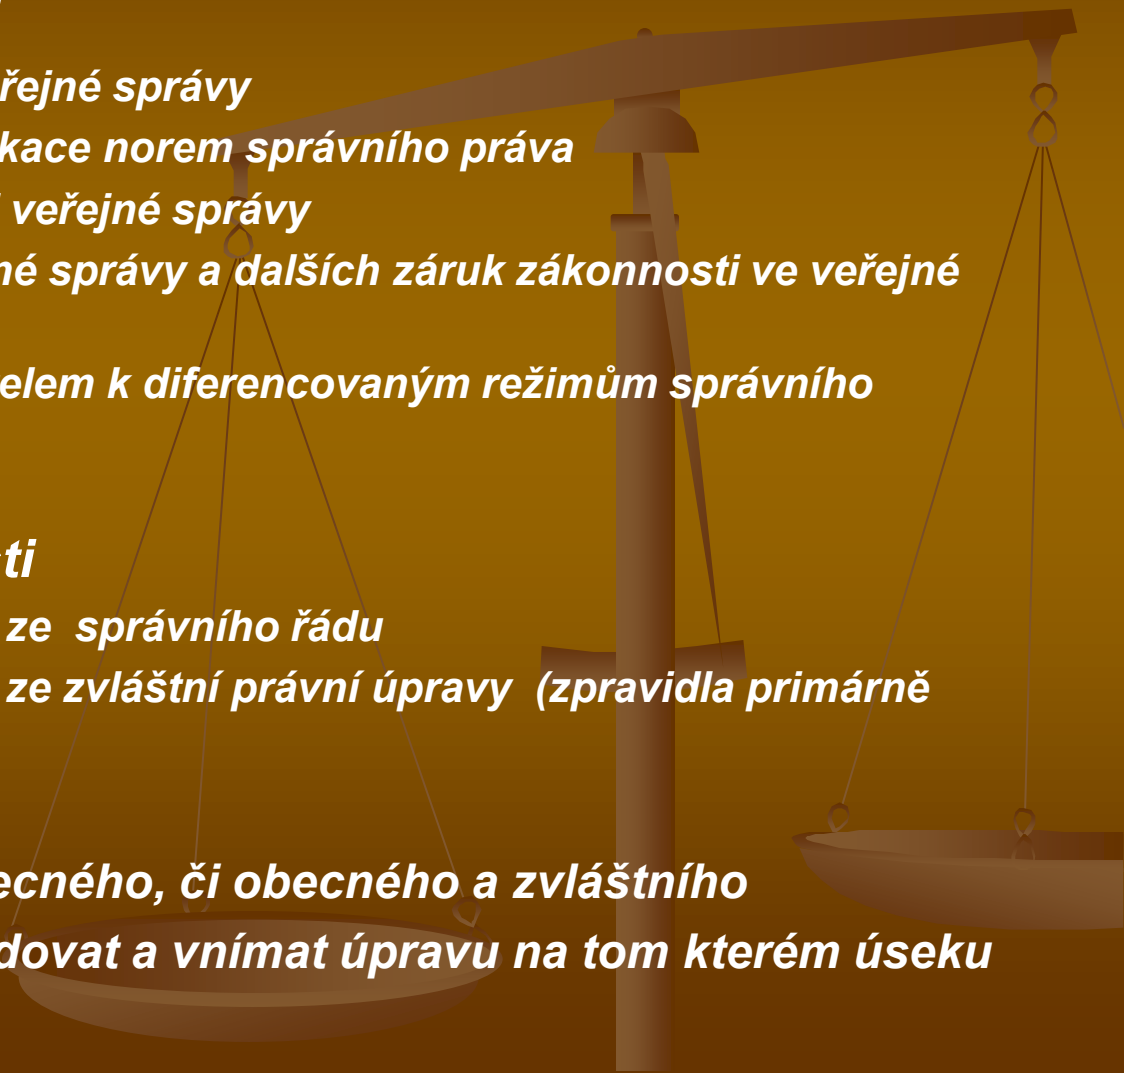 řejné správy
kace norem správního práva
veřejné správy
né správy a dalších záruk zákonnosti ve veřejné
elem k diferencovaným režimům správního
ti
ze  správního řádu
ze zvláštní právní úpravy  (zpravidla primárně
ecného, či obecného a zvláštního
dovat a vnímat úpravu na tom kterém úseku